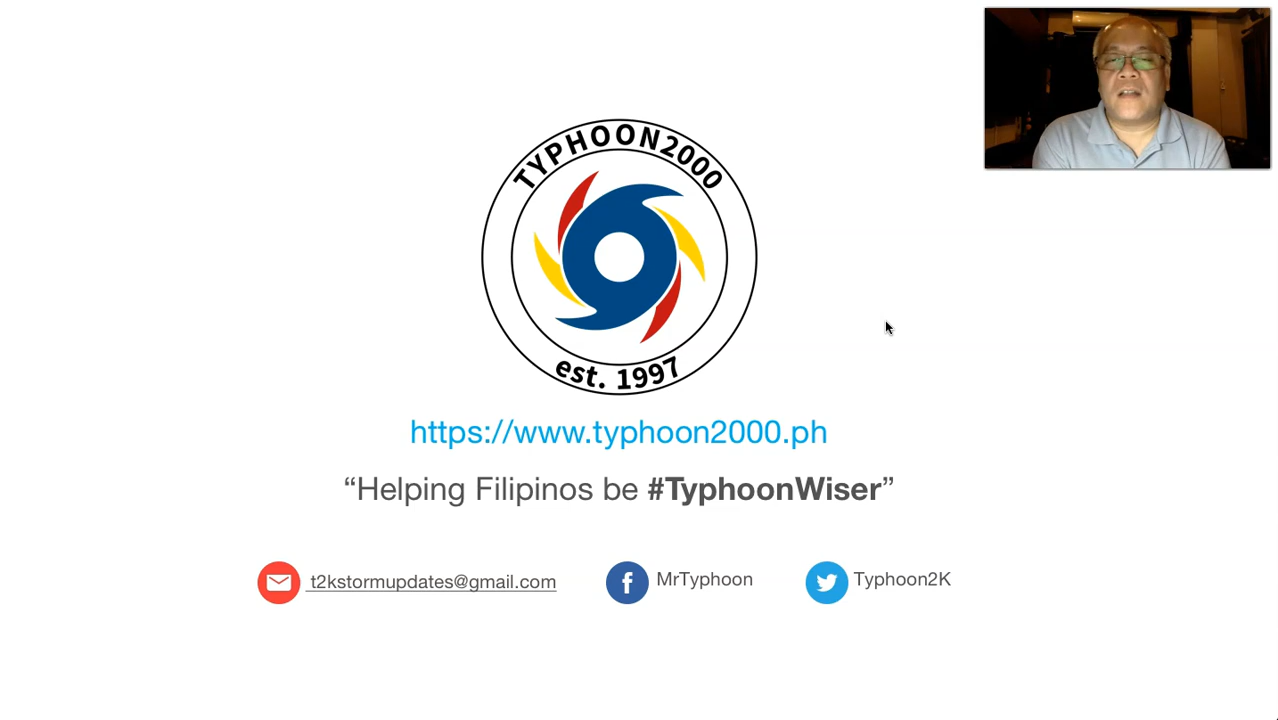 TYPHOON2000
est. 1997
https://www.typhoon2000.ph
“Helping Filipinos be #TyphoonWiser”
t2kstormupdates@gmail.com
MrTyphoon
Typhoon2K